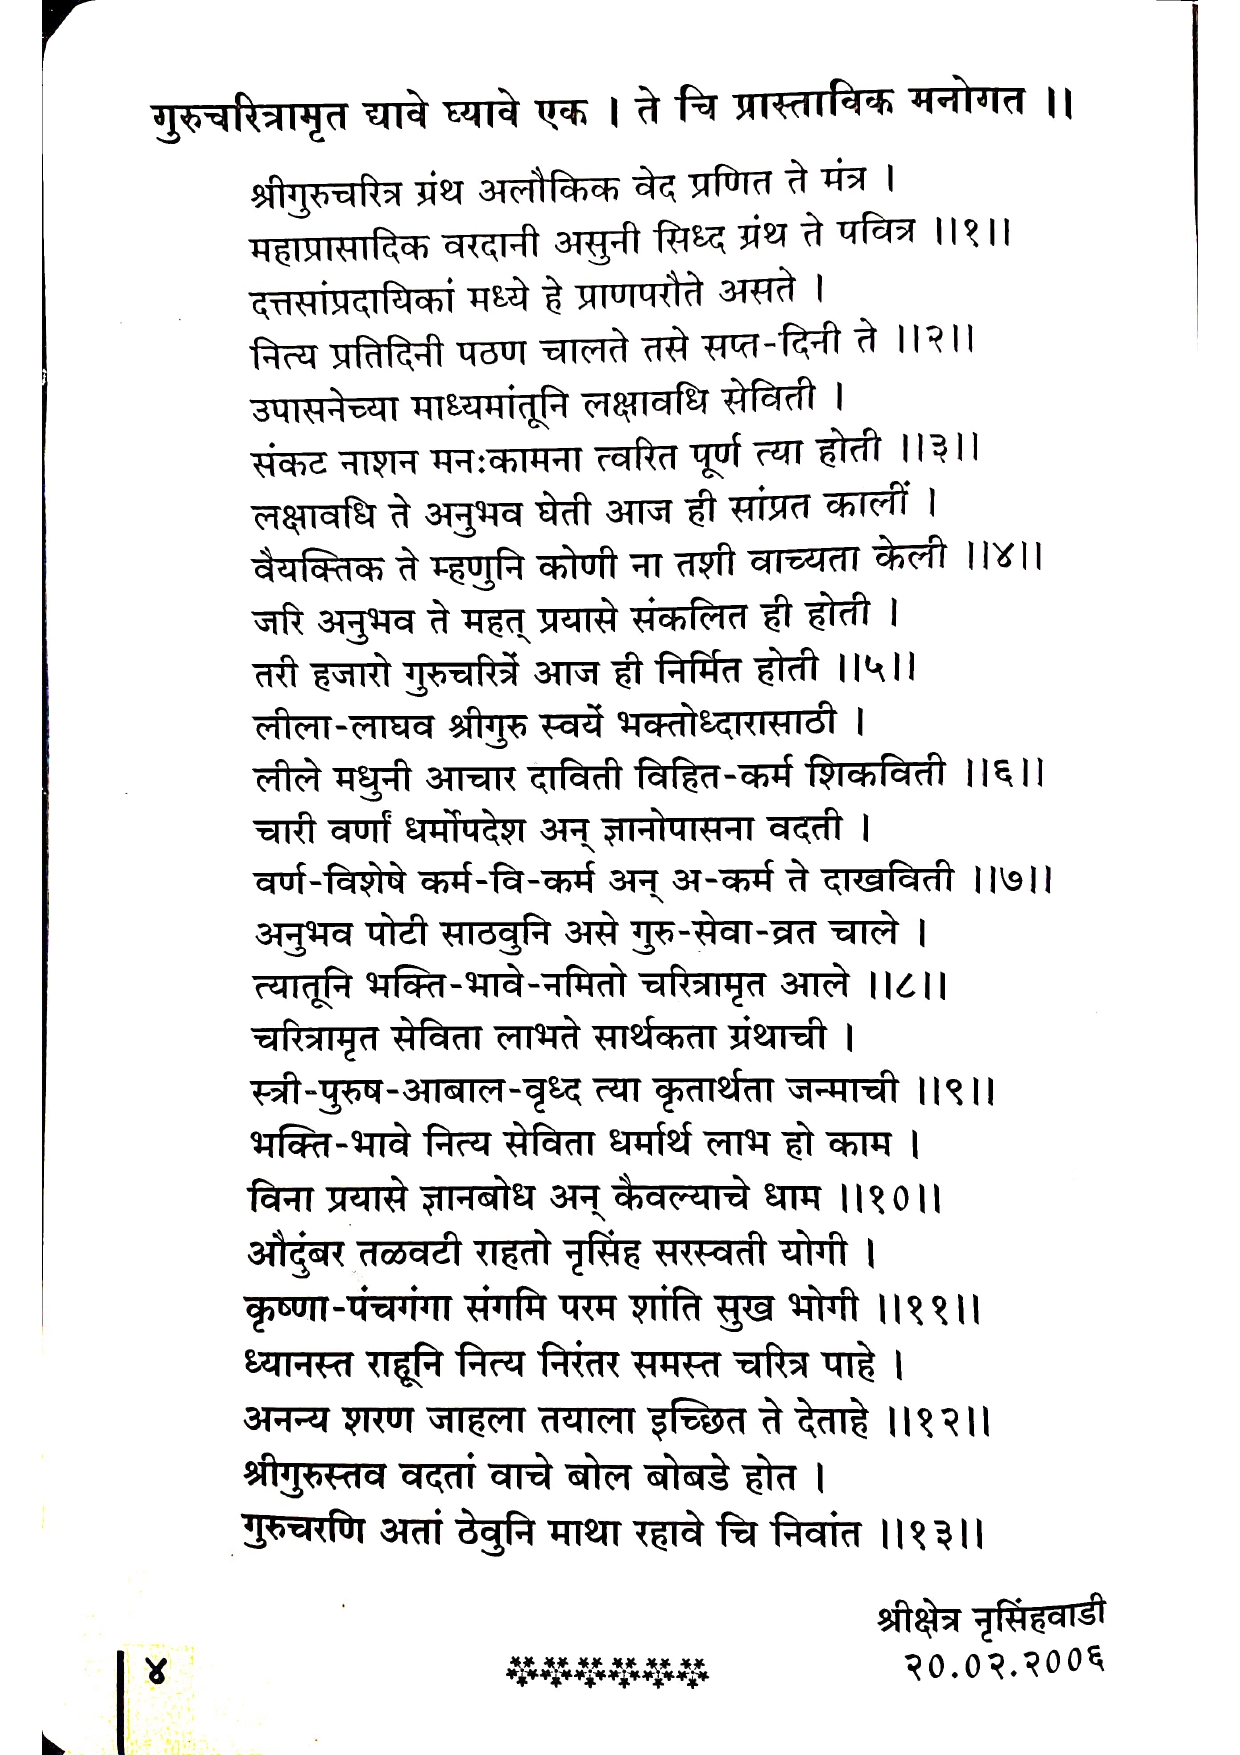 गुरुचरित्रामृत द्यावे घ्यावे एक । ते चि प्रास्ताविक मनोगत ।।
श्रीगुरुचरित्र ग्रंथ अलौकिक वेद प्रणित ते मंत्र ।
महाप्रासादिक वरदानी असुनी सिध्द ग्रंथ ते पवित्र ।।१।।
दत्तसांप्रदायिकां मध्ये हे प्राणपरौते असते ।
नित्य प्रतिदिनी पठण चालते तसे सप्त-दिनी ते ।।२।।
उपासनेच्या माध्यमांतूनि लक्षावधि सेविती ।
संकट नाशन मनःकामना त्वरित पूर्ण त्या होती ।।३।।
लक्षावधि ते अनुभव घेती आज ही सांप्रत कालीं ।
वैयक्तिक ते म्हणुनि कोणी ना तशी वाच्यता केली ।।४।।
जरि अनुभव ते महत् प्रयासे संकलित ही होती ।
तरी हजारो गुरुचरित्रें आज ही निर्मित होती ।।५।।
लीला-लाघव श्रीगुरु स्वयें भक्तोध्दारासाठी ।
लीले मधुनी आचार दाविती विहित-कर्म शिकविती ।।६।।
चारी वर्णां धर्मोपदेश अन् ज्ञानोपासना वदती ।
वर्ण-विशेषे कर्म-वि-कर्म अन् अ-कर्म ते दाखविती ।।७।।
अनुभव पोटी साठवुनि असे गुरु-सेवा-व्रत चाले ।
त्यातूनि भक्ति-भावे-नमितो चरित्रामृत आले ।।८।।
चरित्रामृत सेविता लाभते सार्थकता ग्रंथाची ।
स्त्री-पुरुष-आबाल-वृध्द त्या कृतार्थता जन्माची ।।९।।
भक्ति-भावे नित्य सेविता धर्मार्थ लाभ हो काम ।
विना प्रयासे ज्ञानबोध अन् कैवल्याचे धाम ।।१०।।
औदुंबर तळवटी राहतो नृसिंह सरस्वती योगी ।
कृष्णा-पंचगंगा संगमि परम शांति सुख भोगी ।।११।।
ध्यानस्त राहूनि नित्य निरंतर समस्त चरित्र पाहे ।
अनन्य शरण जाहला तयाला इच्छित ते देताहे ।।१२।।
श्रीगुरुस्तव वदतां वाचे बोल बोबडे होत ।
गुरुचरणि अतां ठेवुनि माथा रहावे चि निवांत ।।१३।।
श्रीक्षेत्र नृसिंहवाडी
२०.०२.२००६
४